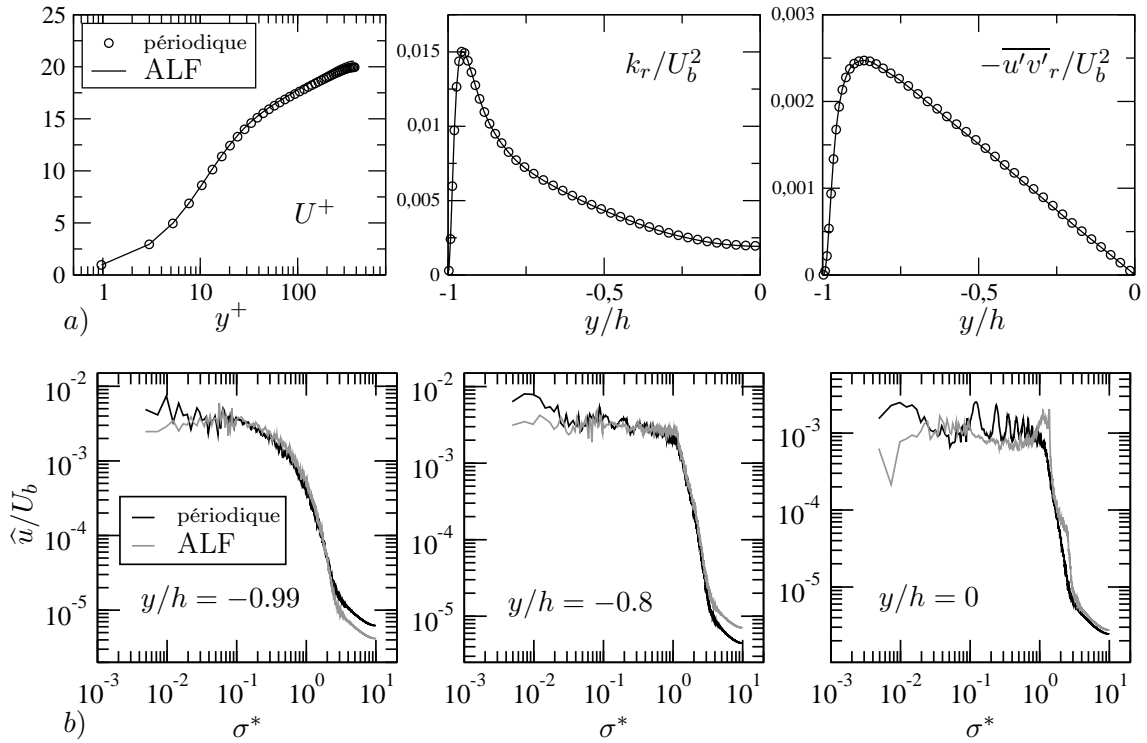 25
20
15
10
5
0
périodique
ALF
U⁺
1 10 100
y⁺
a)
0,015
0,01
0,005
0
k_r/U_b^2
-1 -0,5 0
y/h
0,003
0,002
0,001
0
-\overline{u'v'}_r/U_b^2
-1 -0,5 0
y/h
û/U_b
10^{-2}
10^{-3}
10^{-4}
10^{-5}
périodique
ALF
y/h = −0.99
10^{-3} 10^{-2} 10^{-1} 10^0 10^1
σ*
b)
10^{-2}
10^{-3}
10^{-4}
10^{-5}
y/h = −0.8
10^{-3} 10^{-2} 10^{-1} 10^0 10^1
σ*
10^{-2}
10^{-3}
10^{-4}
10^{-5}
y/h = 0
10^{-3} 10^{-2} 10^{-1} 10^0 10^1
σ*